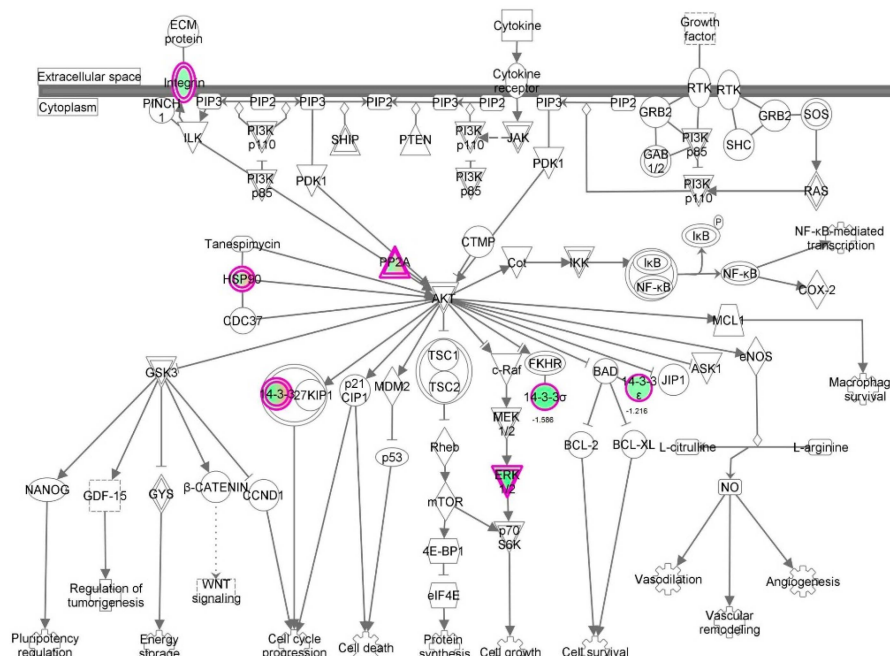 ECM
protein
Cytokine
Growth
factor
Extracellular space
Integrin
Cytokine
receptor
RTK
RTK
Cytoplasm
PINCH
1
PIP3
PIP2
PIP3
PIP2
PIP3
PIP2
PIP3
PIP2
ILK
PI3K
p110
SHIP
PTEN
PI3K
p110
JAK
GRB2
PI3K
p85
GAB
1/2
SHC
GRB2
SOS
PI3K
p85
PDK1
PI3K
p85
PDK1
PI3K
p110
RAS
Tanespimycin
HSP90
CDC37
PP2A
CTMP
Cot
IKK
IκB
NF-κB
IκB
P
NF-κB
NF-κB-mediated
transcription
COX-2
AKT
MCL1
Macrophag
survival
GSK3
14-3-3
27KIP1
p21
CIP1
MDM2
TSC1
TSC2
c-Raf
FKHR
14-3-3σ
-1.586
BAD
14-3-3
ε
-1.216
JIP1
ASK1
eNOS
MEK
1/2
p53
Rheb
BCL-2
BCL-XL
L-citrulline
L-arginine
NANOG
GDF-15
GYS
β-CATENIN
CCND1
mTOR
ERK
1/2
NO
p70
S6K
4E-BP1
eIF4E
Regulation of
tumorigenesis
WNT
signaling
Vasodilation
Vascular
remodeling
Angiogenesis
Pluripotency
regulation
Energy
storage
Cell cycle
progression
Cell death
Protein
synthesis
Cell growth
Cell survival